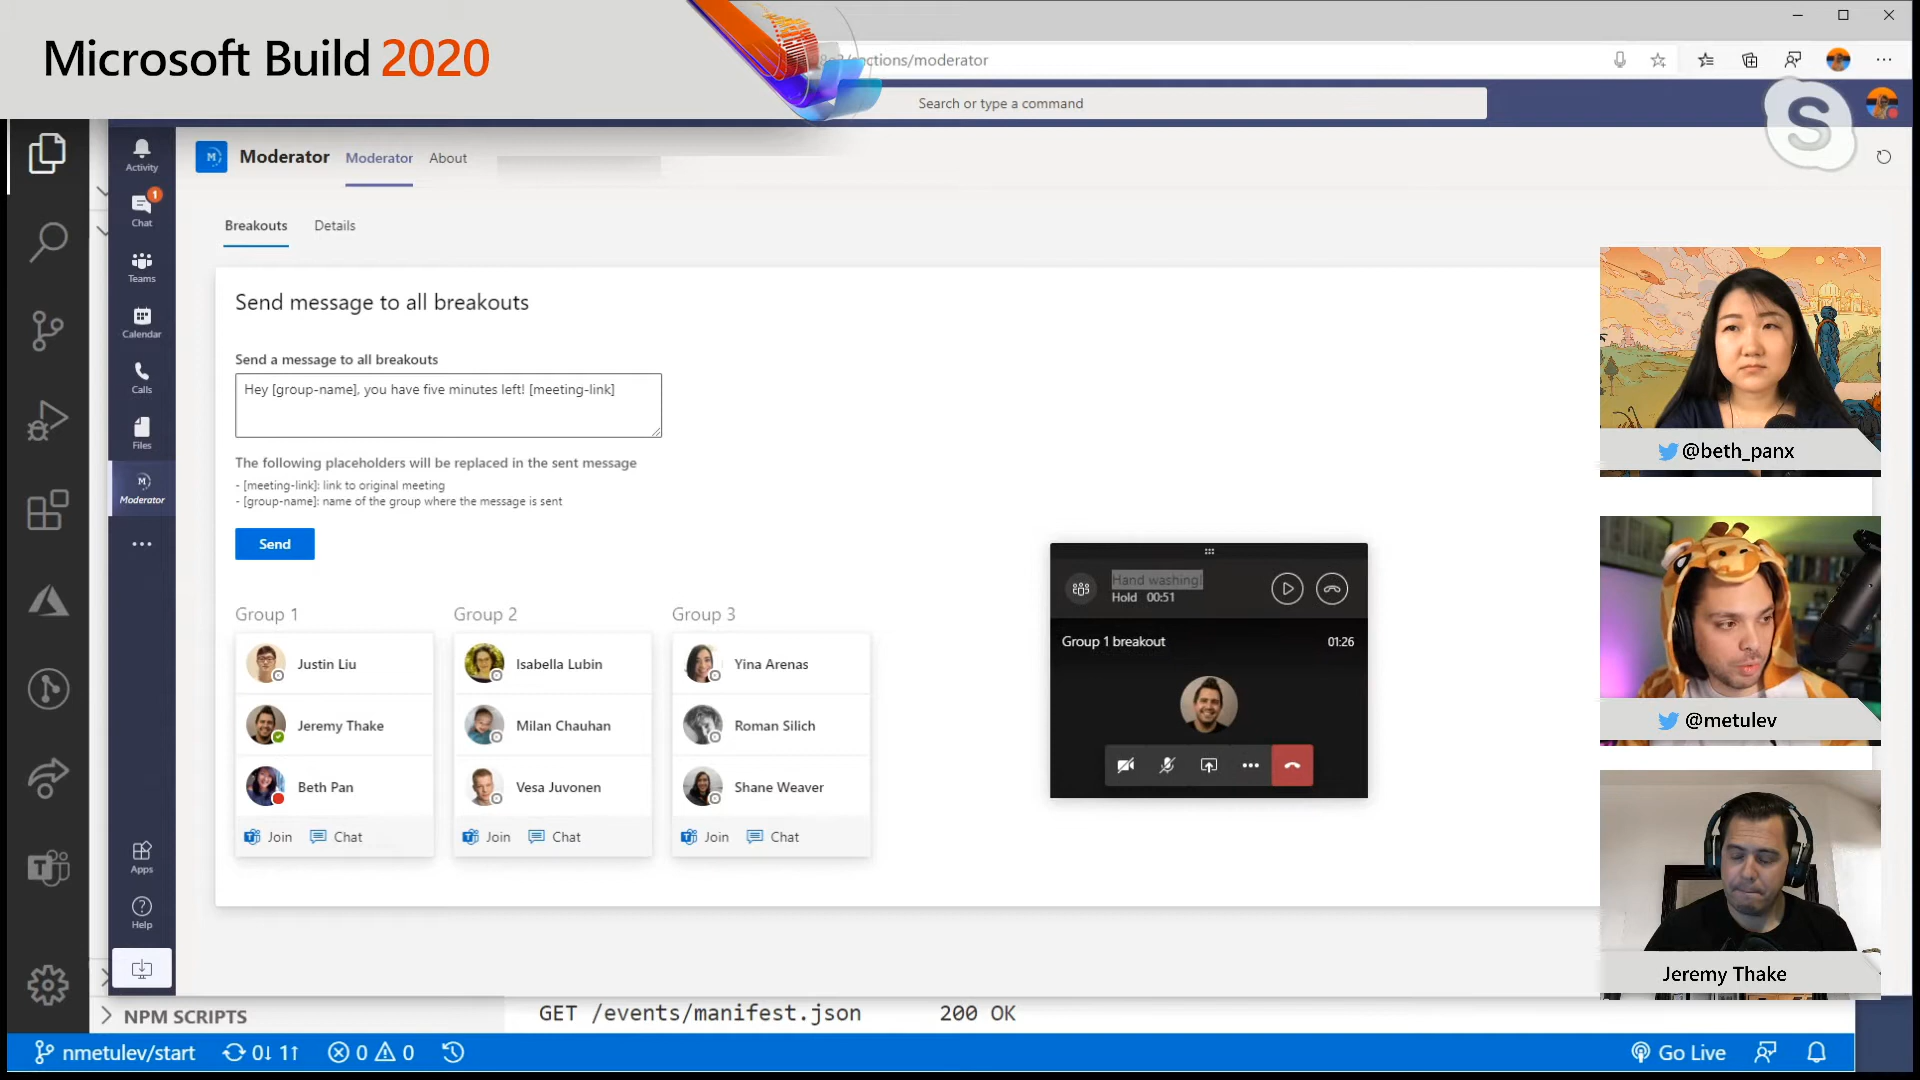 Microsoft Build 2020
ctions/moderator
Search or type a command
S
Activity
1
Chat
Teams
Calendar
Calls
Files
M
Moderator
Apps
Help
M
Moderator
Moderator
About
Breakouts
Details
Send message to all breakouts
Send a message to all breakouts
Hey [group-name], you have five minutes left! [meeting-link]
The following placeholders will be replaced in the sent message
- [meeting-link]: link to original meeting
- [group-name]: name of the group where the message is sent
Send
Group 1
Justin Liu
Jeremy Thake
Beth Pan
Join
Chat
Group 2
Isabella Lubin
Milan Chauhan
Vesa Juvonen
Join
Chat
Group 3
Yina Arenas
Roman Silich
Shane Weaver
Join
Chat
Hand washing!
Hold 00:51
Group 1 breakout
01:26
@beth_panx
@metulev
Jeremy Thake
NPM SCRIPTS
GET /events/manifest.json 200 OK
nmetulev/start
0↓ 1↑
0
0
Go Live